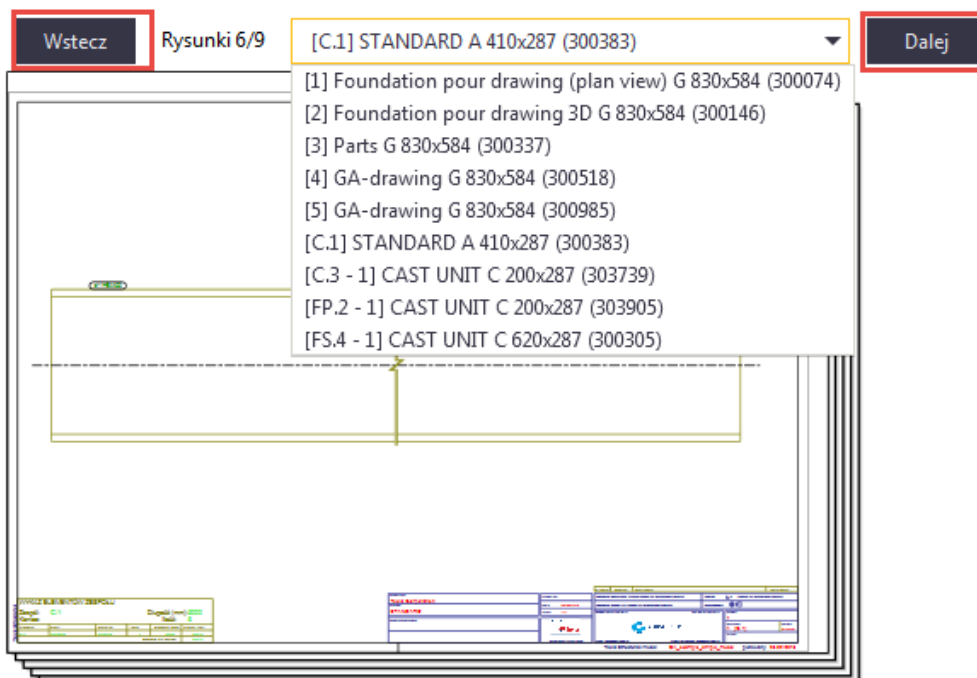 Wstecz
Rysunki 6/9
[C.1] STANDARD A 410x287 (300383)
Dalej
[1] Foundation pour drawing (plan view) G 830x584 (300074)
[2] Foundation pour drawing 3D G 830x584 (300146)
[3] Parts G 830x584 (300337)
[4] GA-drawing G 830x584 (300518)
[5] GA-drawing G 830x584 (300985)
[C.1] STANDARD A 410x287 (300383)
[C.3 - 1] CAST UNIT C 200x287 (303739)
[FP.2 - 1] CAST UNIT C 200x287 (303905)
[FS.4 - 1] CAST UNIT C 620x287 (300305)